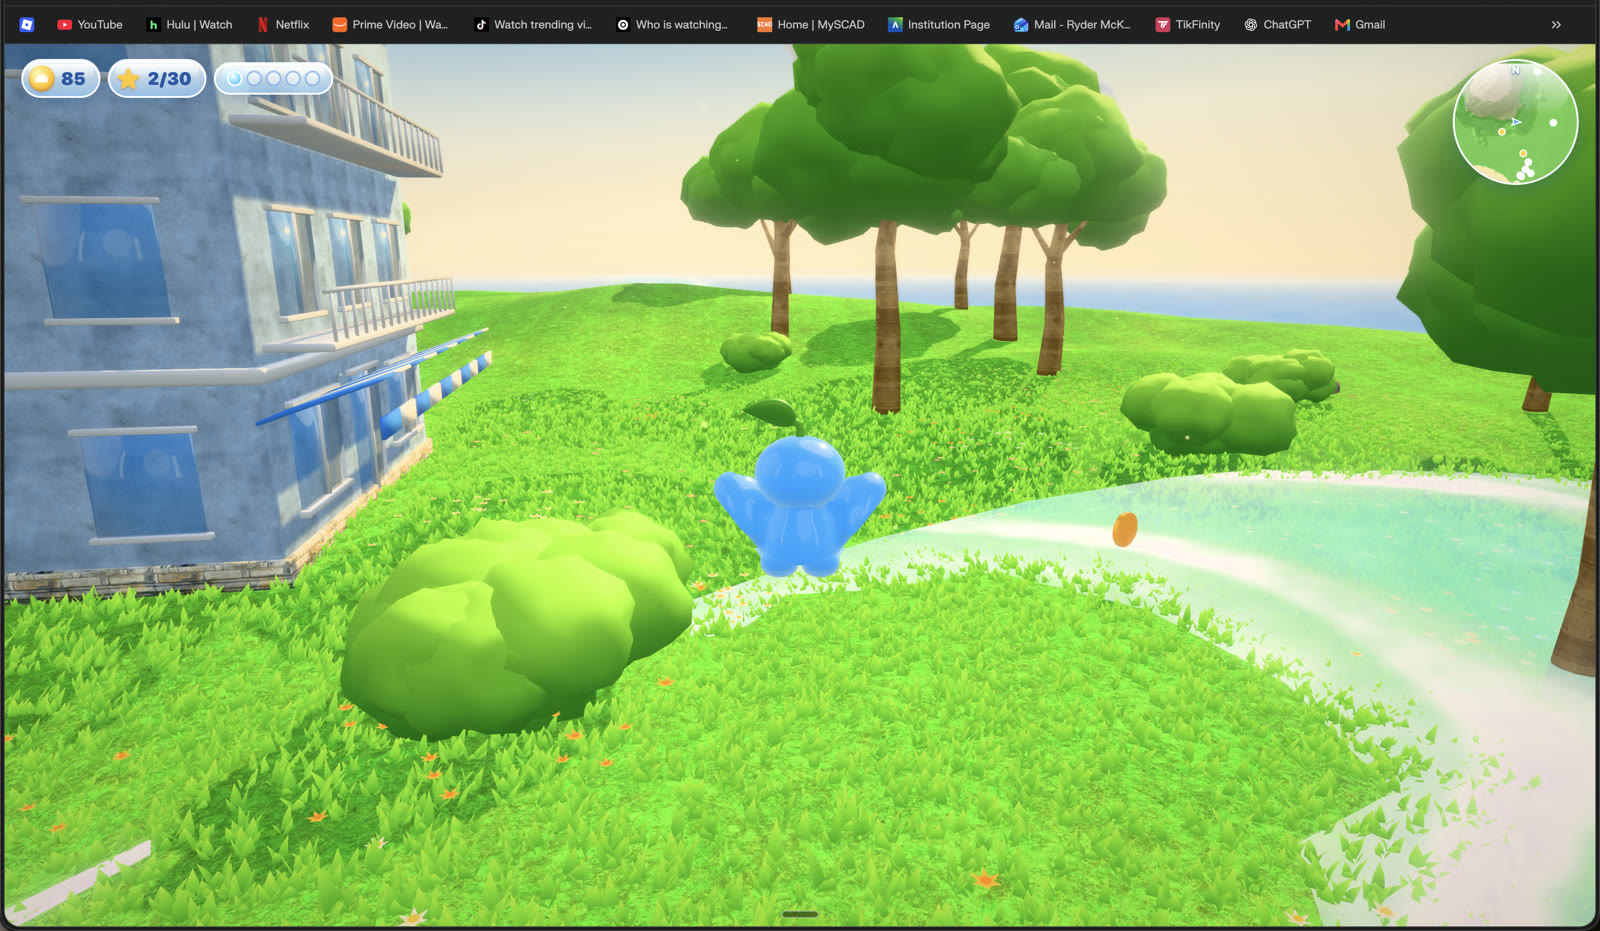 YouTube
h Hulu | Watch
Netflix
Prime Video | Wa...
Watch trending vi...
Who is watching...
SCAD Home | MySCAD
Institution Page
Mail - Ryder McK...
TikFinity
ChatGPT
Gmail
»
85
2/30
N